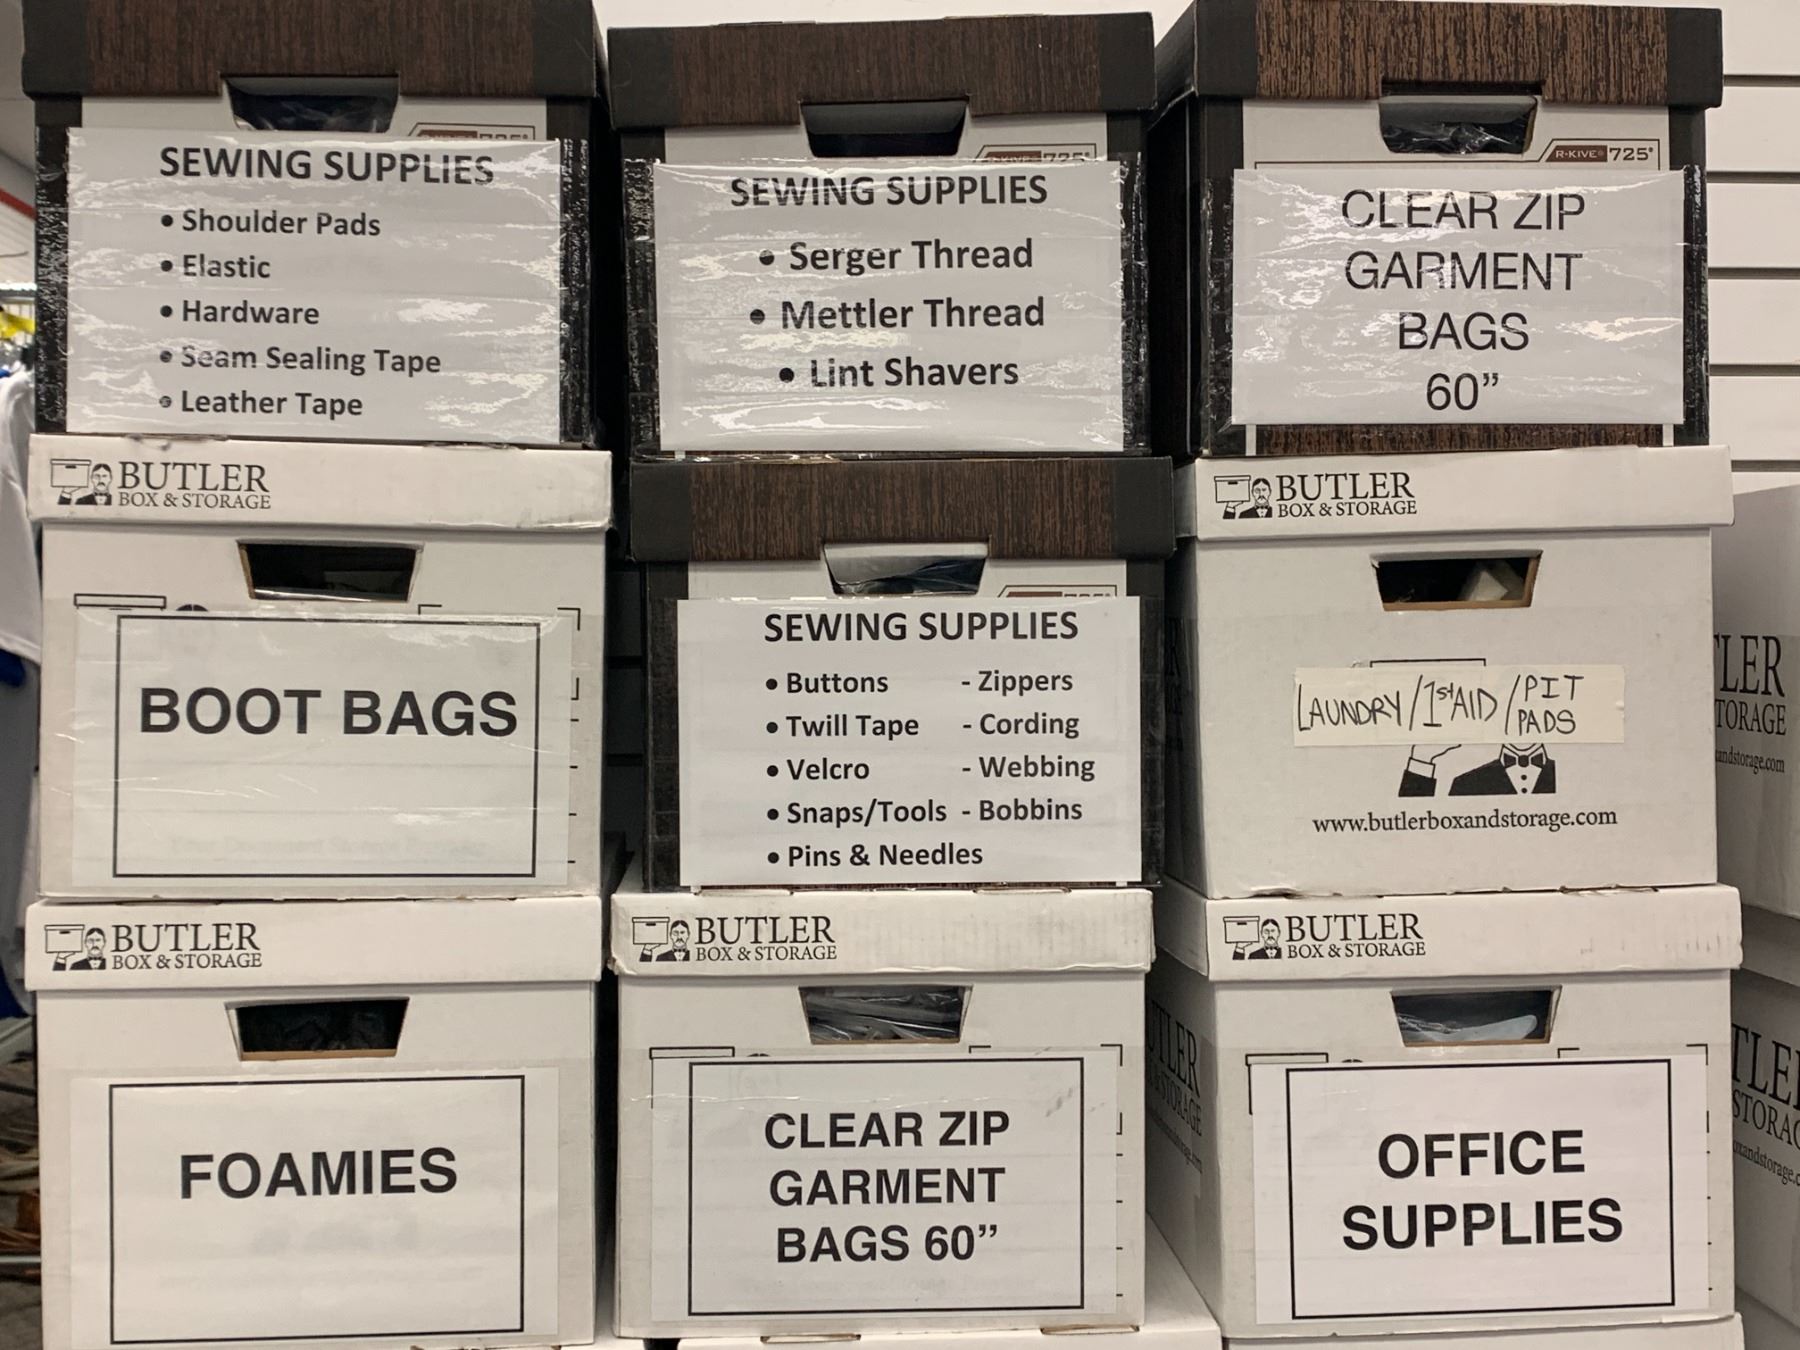 SEWING SUPPLIES
• Shoulder Pads
• Elastic
• Hardware
• Seam Sealing Tape
• Leather Tape
SEWING SUPPLIES
• Serger Thread
• Mettler Thread
• Lint Shavers
R-KIVE 725
CLEAR ZIP
GARMENT
BAGS
60”
BUTLER
BOX & STORAGE
BOOT BAGS
SEWING SUPPLIES
• Buttons - Zippers
• Twill Tape - Cording
• Velcro - Webbing
• Snaps/Tools - Bobbins
• Pins & Needles
BUTLER
BOX & STORAGE
LAUNDRY/1st AID/PIT
PADS
www.butlerboxandstorage.com
BUTLER
BOX & STORAGE
FOAMIES
BUTLER
BOX & STORAGE
CLEAR ZIP
GARMENT
BAGS 60”
BUTLER
BOX & STORAGE
OFFICE
SUPPLIES